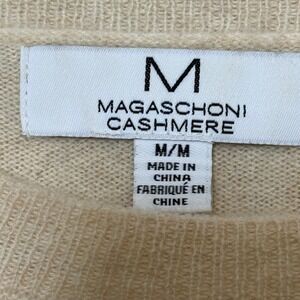 M
MAGASCHONI
CASHMERE
M/M
MADE IN
CHINA
FABRIQUÉ EN
CHINE